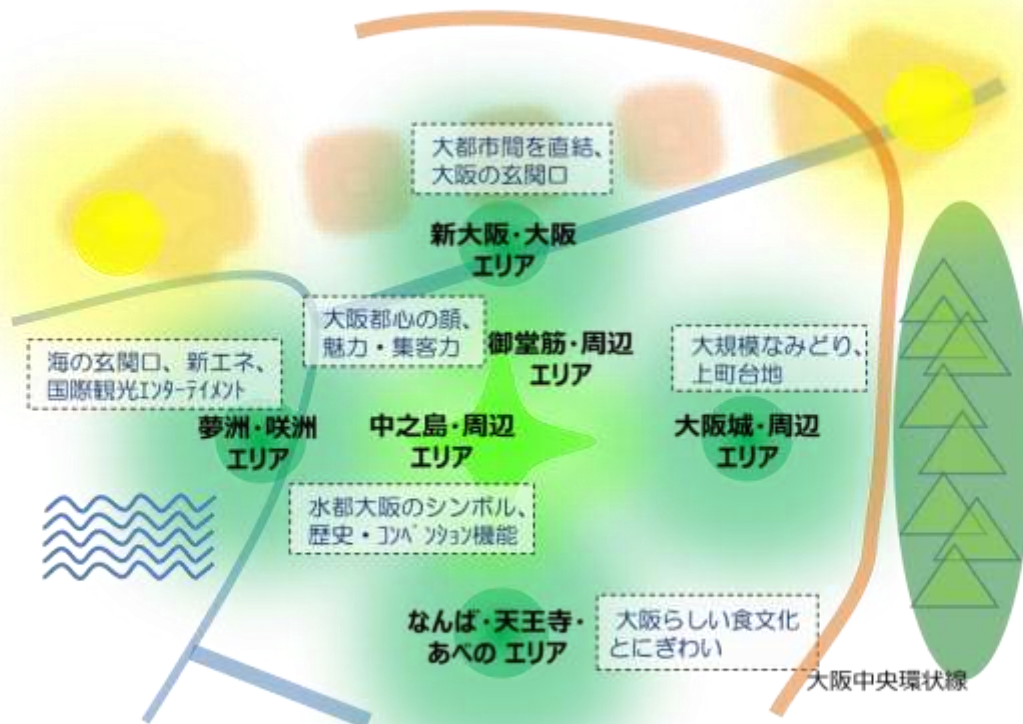 大都市間を直結、
大阪の玄関口
新大阪・大阪
エリア
大阪都心の顔、
魅力・集客力
御堂筋・周辺
エリア
大規模なみどり、
上町台地
海の玄関口、新エネ、
国際観光ｴﾝﾀｰﾃｲﾒﾝﾄ
夢洲・咲洲
エリア
中之島・周辺
エリア
大阪城・周辺
エリア
水都大阪のシンボル、
歴史・ｺﾝﾍﾞﾝｼｮﾝ機能
なんば・天王寺・
あべの エリア
大阪らしい食文化
とにぎわい
大阪中央環状線